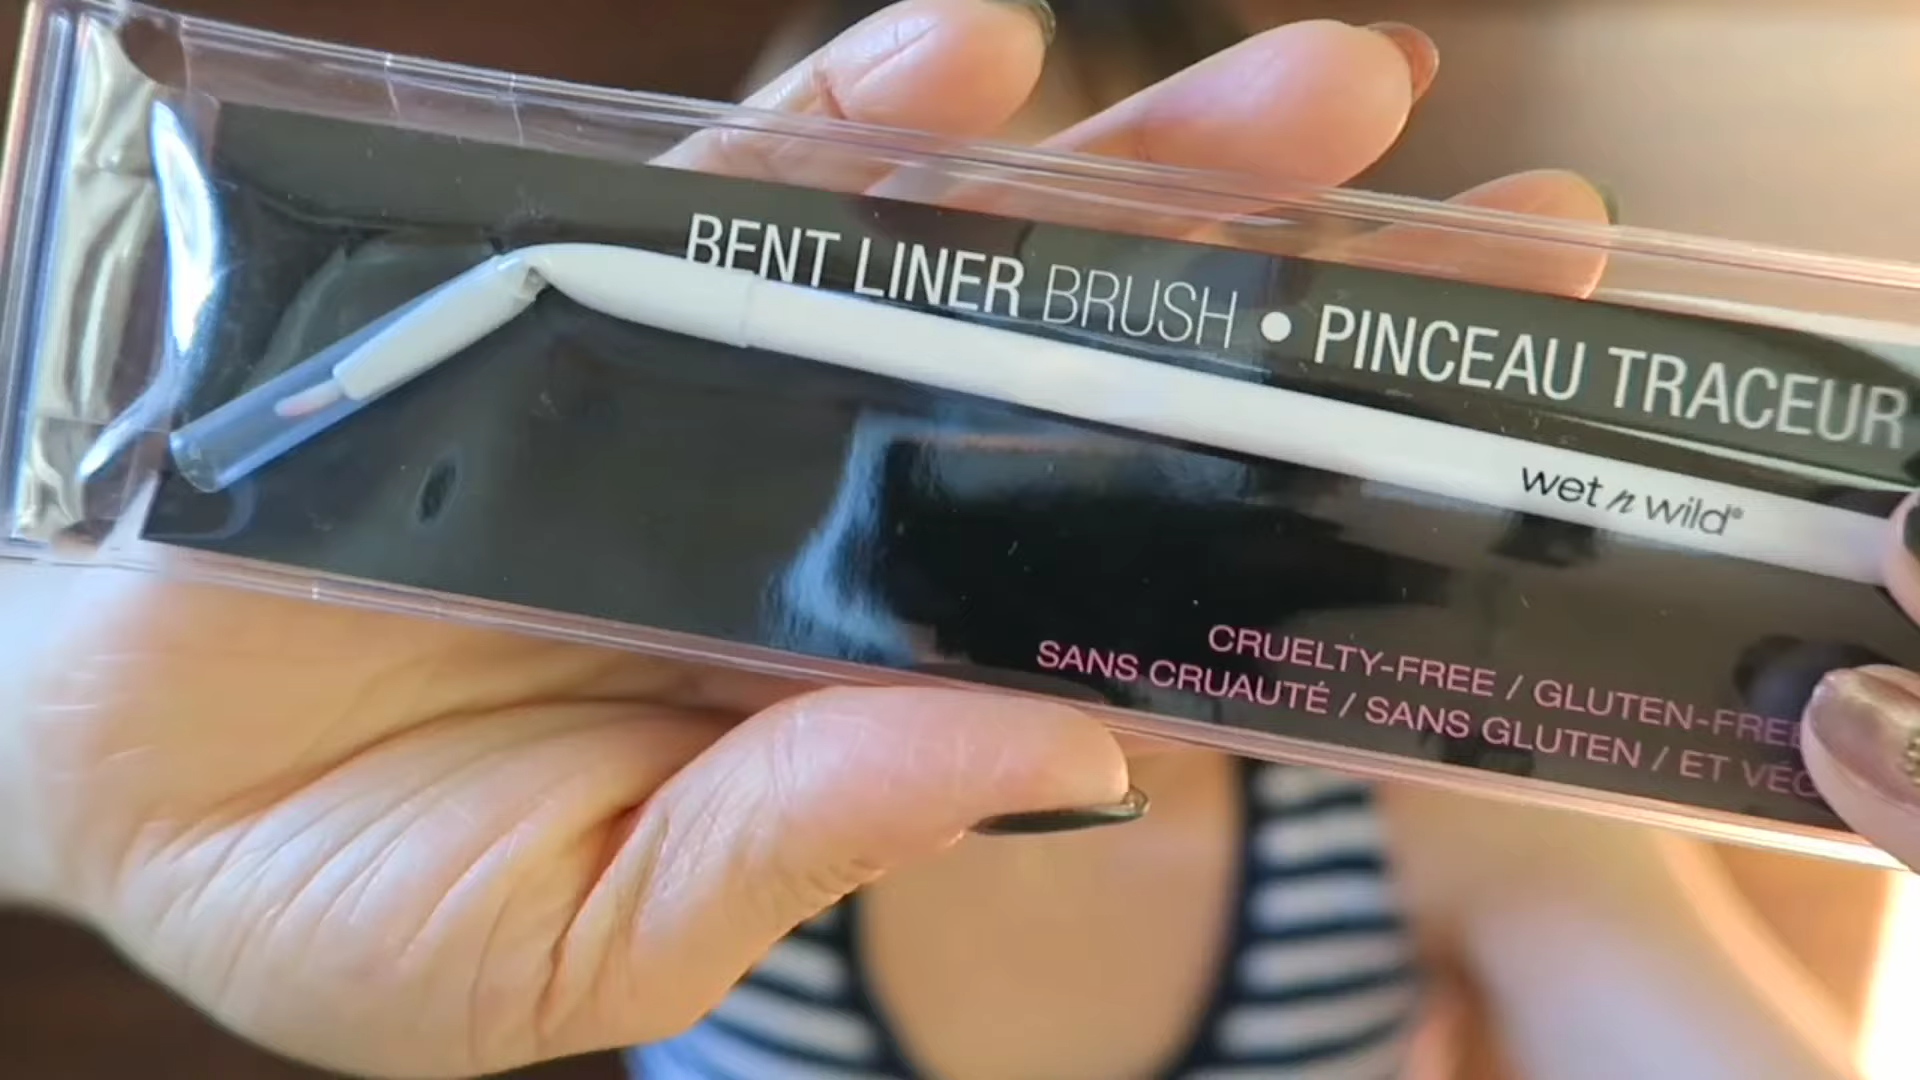 BENT LINER BRUSH • PINCEAU TRACEUR
wet n wild®
CRUELTY-FREE / GLUTEN-FREE
SANS CRUAUTÉ / SANS GLUTEN / ET